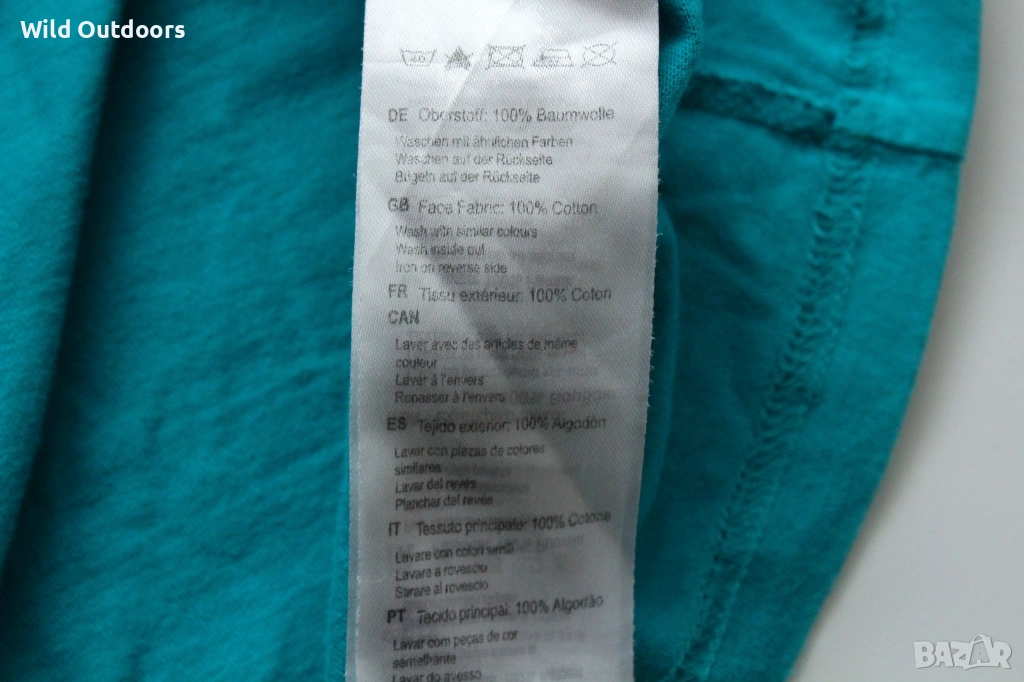 Wild Outdoors
40
DE Oberstoff: 100% Baumwolle
Waschen mit ähnlichen Farben
Waschen auf der Rückseite
Bügeln auf der Rückseite
GB Face Fabric: 100% Cotton
Wash with similar colours
Wash inside out
Iron on reverse side
FR Tissu extérieur: 100% Coton
CAN
Laver avec des articles de même
couleur
Laver à l'envers
Repasser à l'envers
ES Tejido exterior: 100% Algodón
Lavar con piezas de colores
similares
Lavar del revés
Planchar del revés
IT Tessuto principale: 100% Cotone
Lavare con colori simili
Lavare a rovescio
Stirare al rovescio
PT Tecido principal: 100% Algodão
Lavar com peças de cor
semelhante
Lavar do avesso
BAZAR